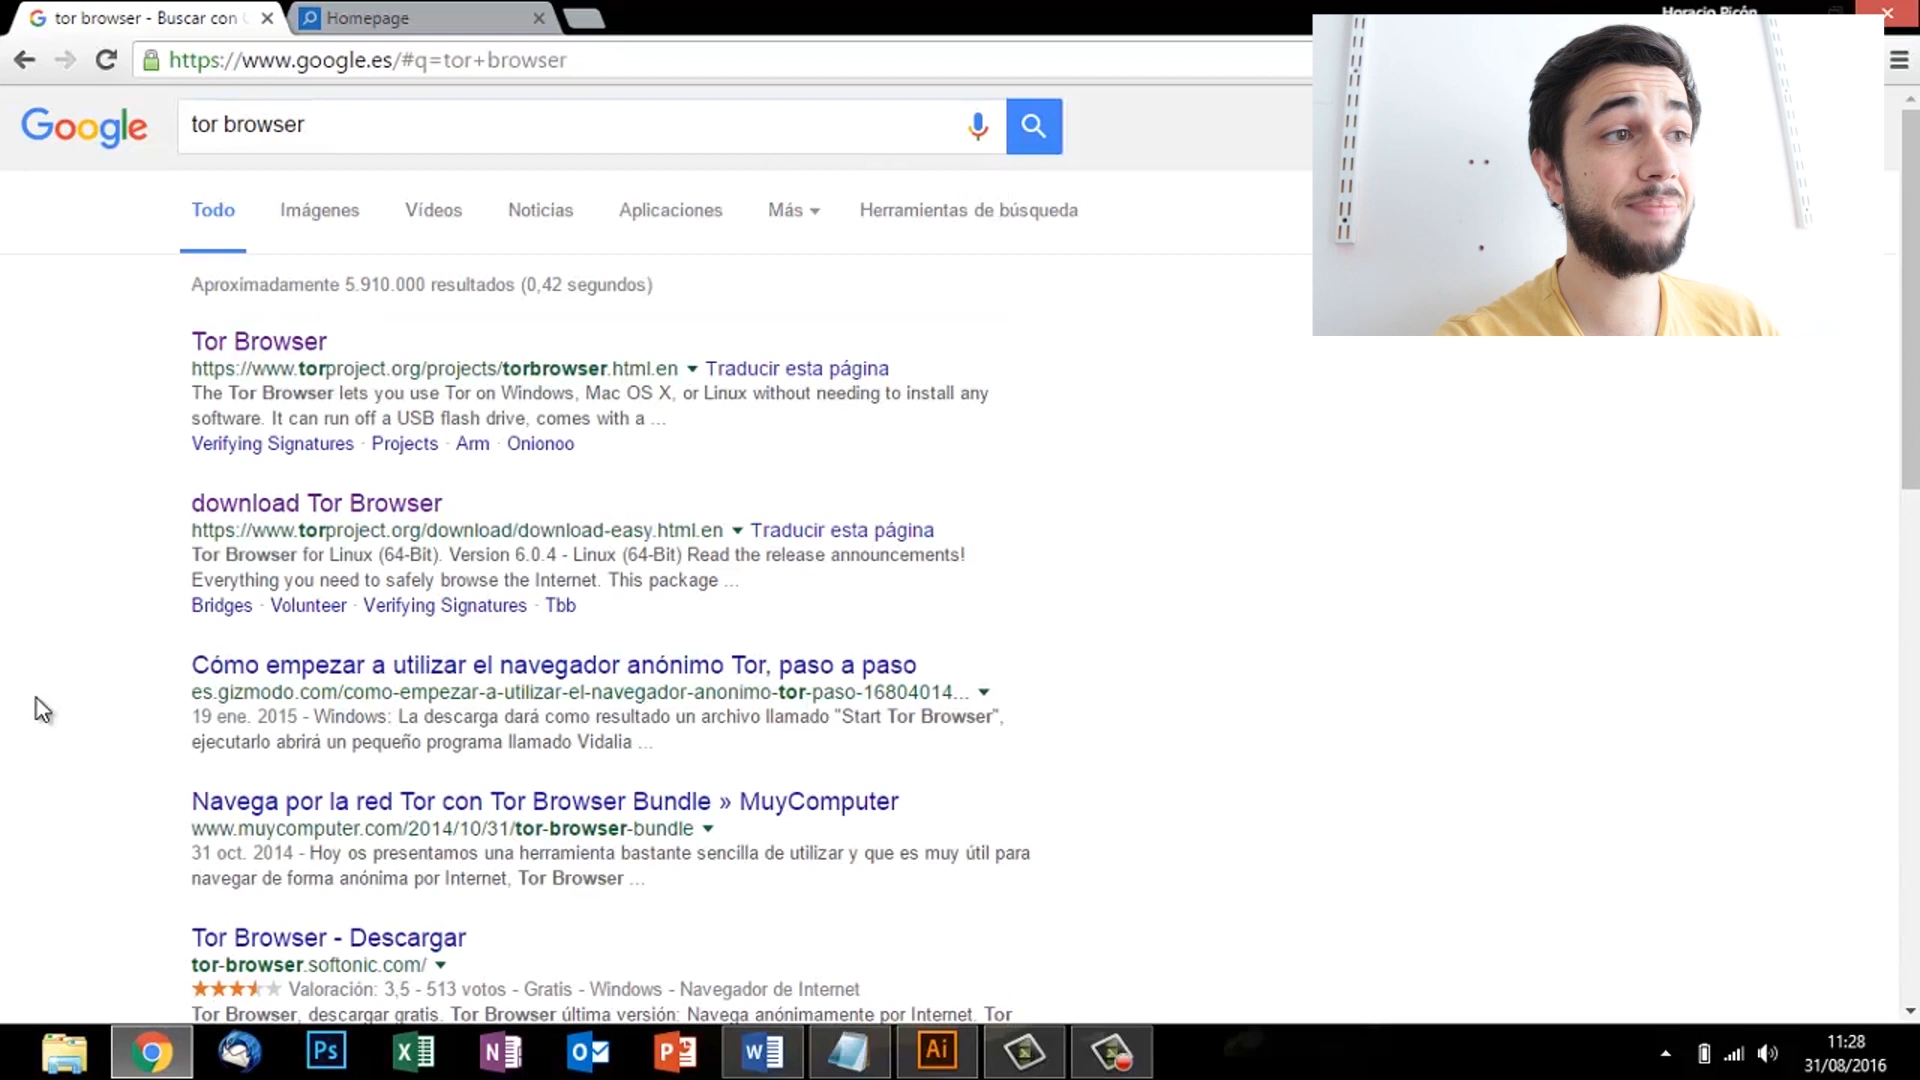 tor browser - Buscar con
Homepage
Horacio Picón
https://www.google.es/#q=tor+browser
Google
tor browser
Todo
Imágenes
Vídeos
Noticias
Aplicaciones
Más
Herramientas de búsqueda
Aproximadamente 5.910.000 resultados (0,42 segundos)
Tor Browser
https://www.torproject.org/projects/torbrowser.html.en Traducir esta página
The Tor Browser lets you use Tor on Windows, Mac OS X, or Linux without needing to install any
software. It can run off a USB flash drive, comes with a ...
Verifying Signatures · Projects · Arm · Onionoo
download Tor Browser
https://www.torproject.org/download/download-easy.html.en Traducir esta página
Tor Browser for Linux (64-Bit). Version 6.0.4 - Linux (64-Bit) Read the release announcements!
Everything you need to safely browse the Internet. This package ...
Bridges · Volunteer · Verifying Signatures · Tbb
Cómo empezar a utilizar el navegador anónimo Tor, paso a paso
es.gizmodo.com/como-empezar-a-utilizar-el-navegador-anonimo-tor-paso-16804014...
19 ene. 2015 - Windows: La descarga dará como resultado un archivo llamado "Start Tor Browser",
ejecutarlo abrirá un pequeño programa llamado Vidalia ...
Navega por la red Tor con Tor Browser Bundle » MuyComputer
www.muycomputer.com/2014/10/31/tor-browser-bundle
31 oct. 2014 - Hoy os presentamos una herramienta bastante sencilla de utilizar y que es muy útil para
navegar de forma anónima por Internet, Tor Browser ...
Tor Browser - Descargar
tor-browser.softonic.com/
Valoración: 3,5 - 513 votos - Gratis - Windows - Navegador de Internet
Tor Browser, descargar gratis. Tor Browser última versión: Navega anónimamente por Internet. Tor
Ps
X
N
O
P
W
Ai
11:28
31/08/2016